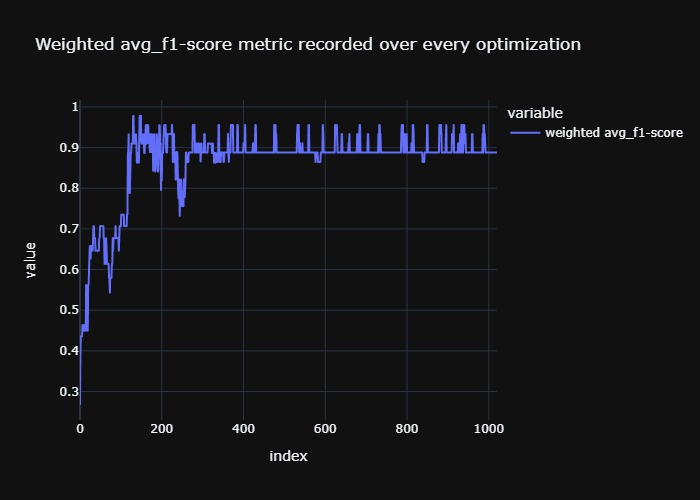 Weighted avg_f1-score metric recorded over every optimization
variable
weighted avg_f1-score
1
0.9
0.8
0.7
0.6
0.5
0.4
0.3
value
0 200 400 600 800 1000
index